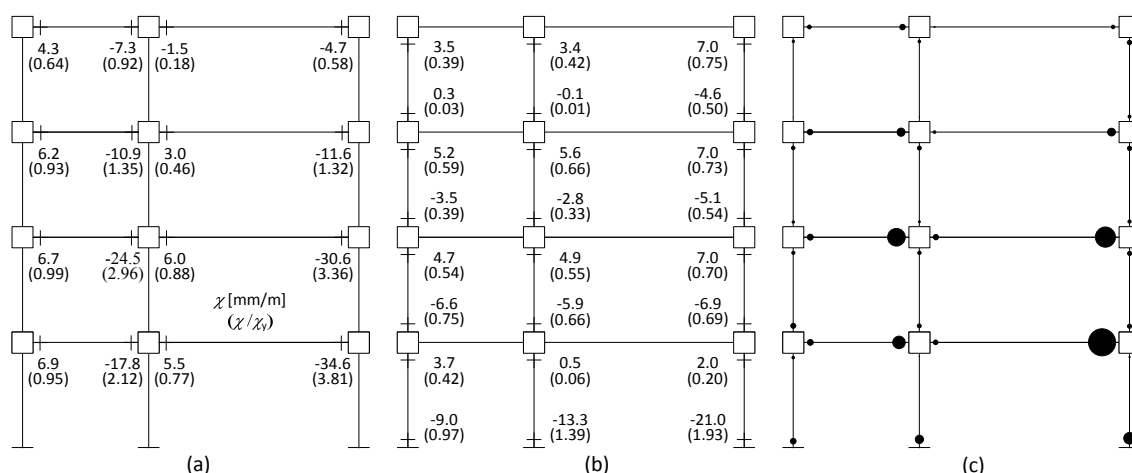 4.3 -7.3 -1.5 -4.7
(0.64) (0.92) (0.18) (0.58)
6.2 -10.9 3.0 -11.6
(0.93) (1.35) (0.46) (1.32)
6.7 -24.5 6.0 -30.6
(0.99) (2.96) (0.88) (3.36)
χ [mm/m]
(χ /χy)
6.9 -17.8 5.5 -34.6
(0.95) (2.12) (0.77) (3.81)
(a)
3.5 3.4 7.0
(0.39) (0.42) (0.75)
0.3 -0.1 -4.6
(0.03) (0.01) (0.50)
5.2 5.6 7.0
(0.59) (0.66) (0.73)
-3.5 -2.8 -5.1
(0.39) (0.33) (0.54)
4.7 4.9 7.0
(0.54) (0.55) (0.70)
-6.6 -5.9 -6.9
(0.75) (0.66) (0.69)
3.7 0.5 2.0
(0.42) (0.06) (0.20)
-9.0 -13.3 -21.0
(0.97) (1.39) (1.93)
(b)
(c)